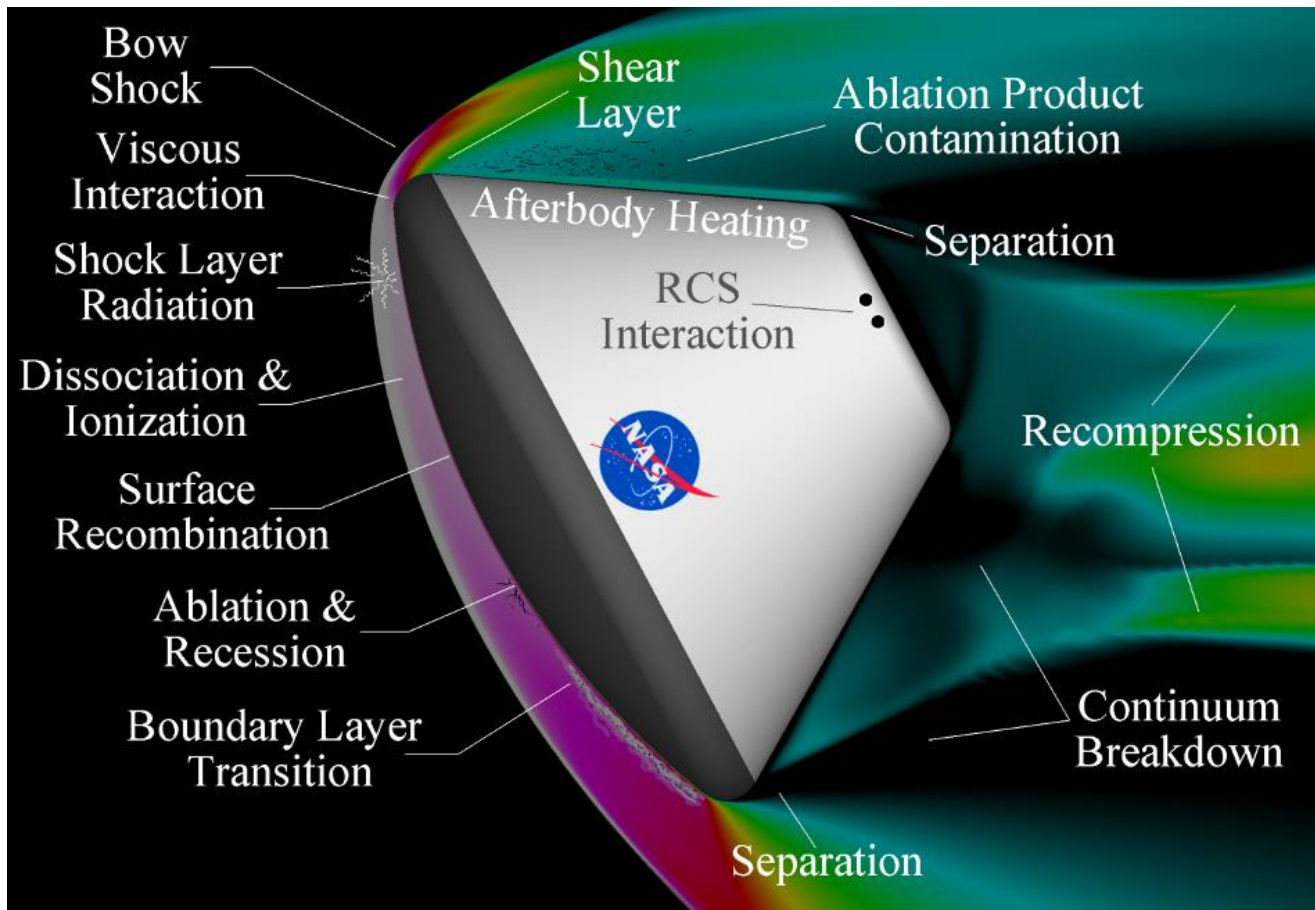 Bow
Shock
Shear
Layer
Ablation Product
Contamination
Viscous
Interaction
Afterbody Heating
Separation
Shock Layer
Radiation
RCS
Interaction
Dissociation &
Ionization
Recompression
NASA
Surface
Recombination
Ablation &
Recession
Boundary Layer
Transition
Continuum
Breakdown
Separation